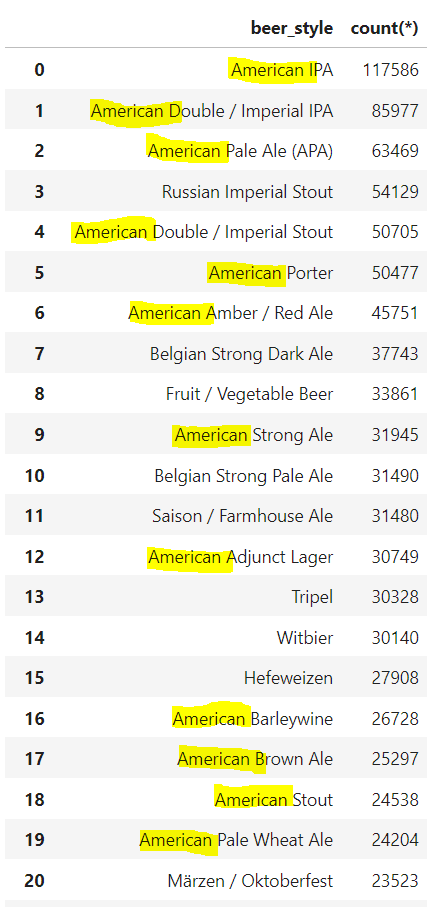 beer_style count(*)
0 American IPA 117586
1 American Double / Imperial IPA 85977
2 American Pale Ale (APA) 63469
3 Russian Imperial Stout 54129
4 American Double / Imperial Stout 50705
5 American Porter 50477
6 American Amber / Red Ale 45751
7 Belgian Strong Dark Ale 37743
8 Fruit / Vegetable Beer 33861
9 American Strong Ale 31945
10 Belgian Strong Pale Ale 31490
11 Saison / Farmhouse Ale 31480
12 American Adjunct Lager 30749
13 Tripel 30328
14 Witbier 30140
15 Hefeweizen 27908
16 American Barleywine 26728
17 American Brown Ale 25297
18 American Stout 24538
19 American Pale Wheat Ale 24204
20 Märzen / Oktoberfest 23523